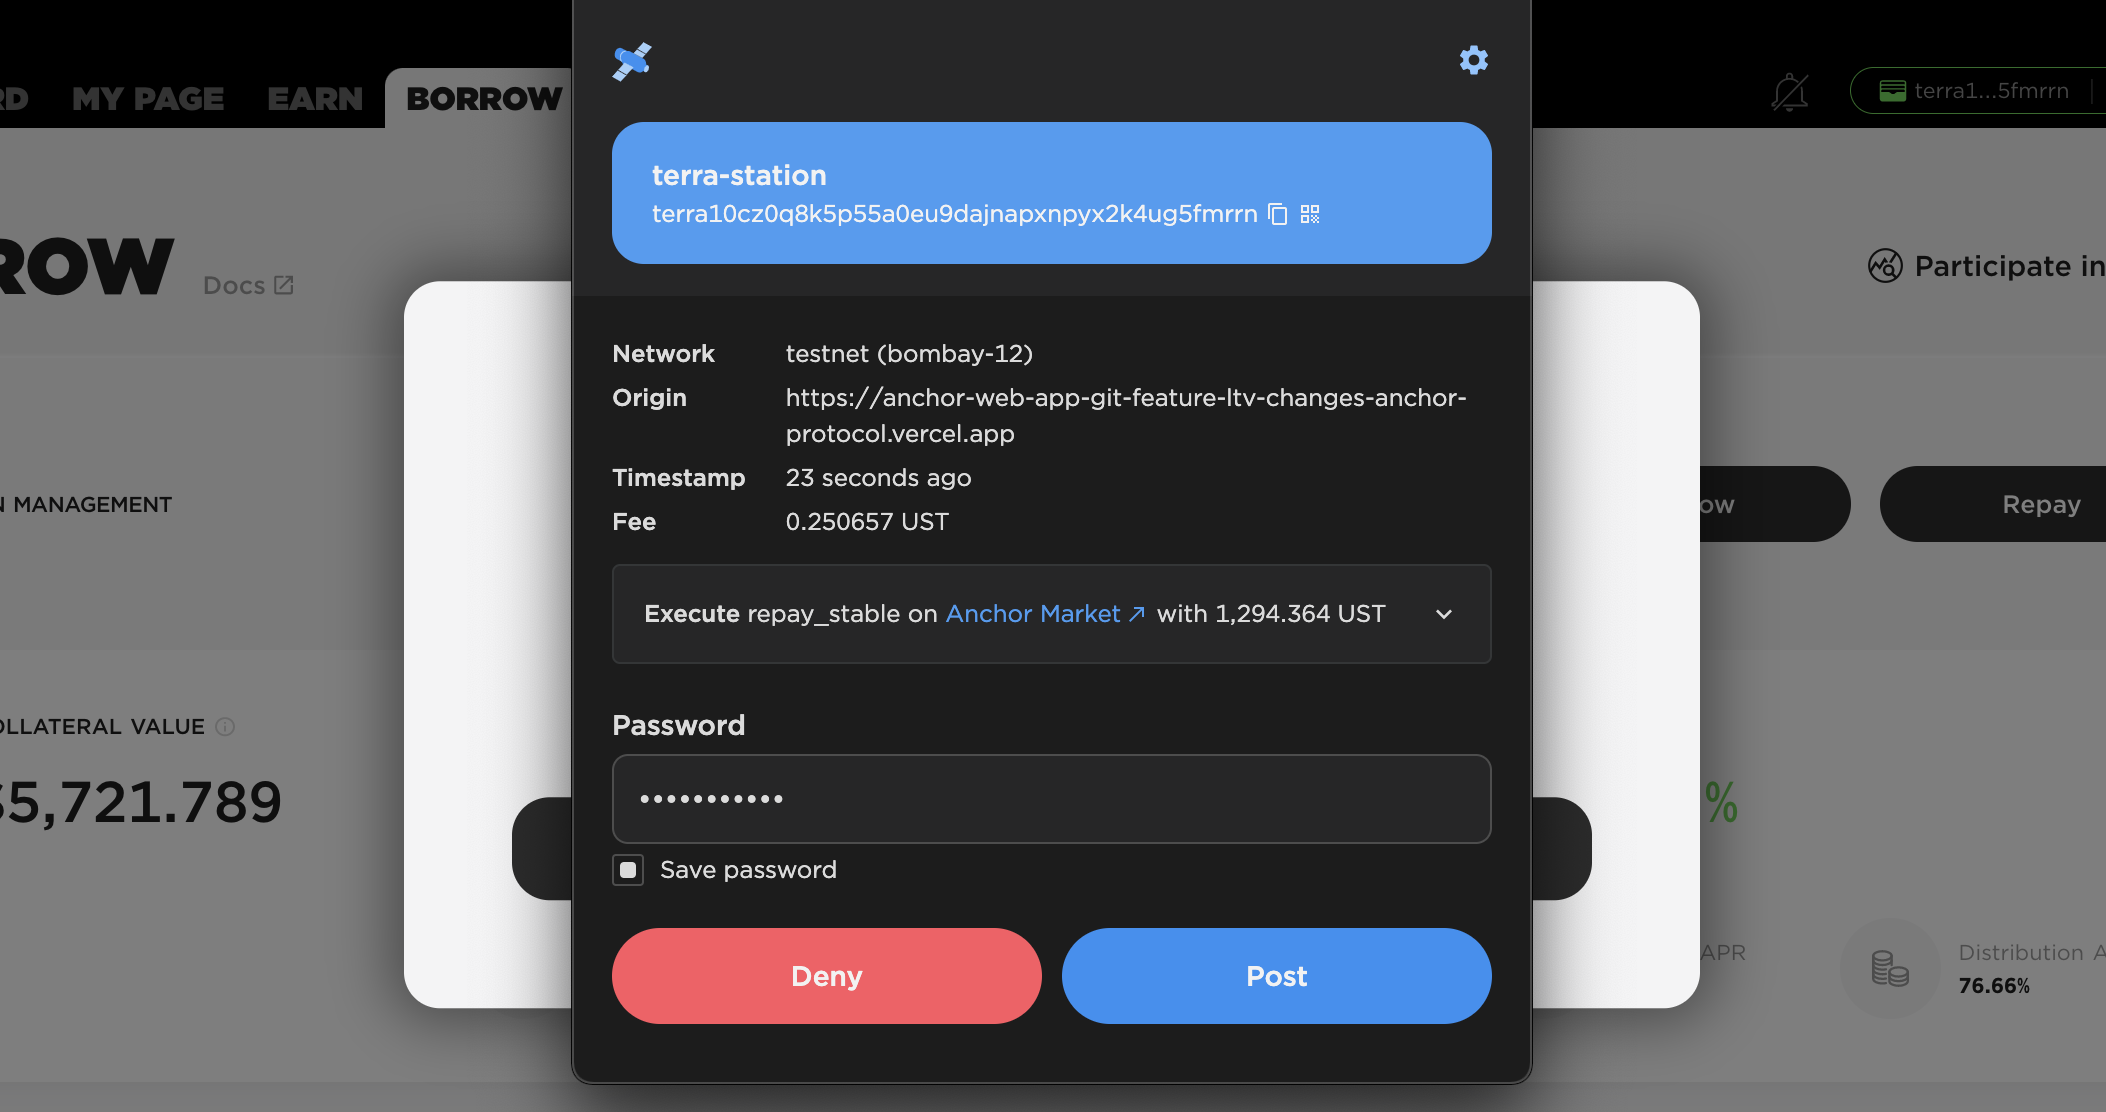 MY PAGE
EARN
BORROW
terra1...5fmrrn
terra-station
terra10cz0q8k5p55a0eu9dajnapxnpyx2k4ug5fmrrn
ROW
Docs
Participate in
Network testnet (bombay-12)
Origin https://anchor-web-app-git-feature-ltv-changes-anchor-
protocol.vercel.app
Timestamp 23 seconds ago
Fee 0.250657 UST
MANAGEMENT
Repay
Execute repay_stable on Anchor Market ↗ with 1,294.364 UST
OLLATERAL VALUE
$5,721.789
%
Password
Save password
Deny
Post
APR
Distribution A
76.66%